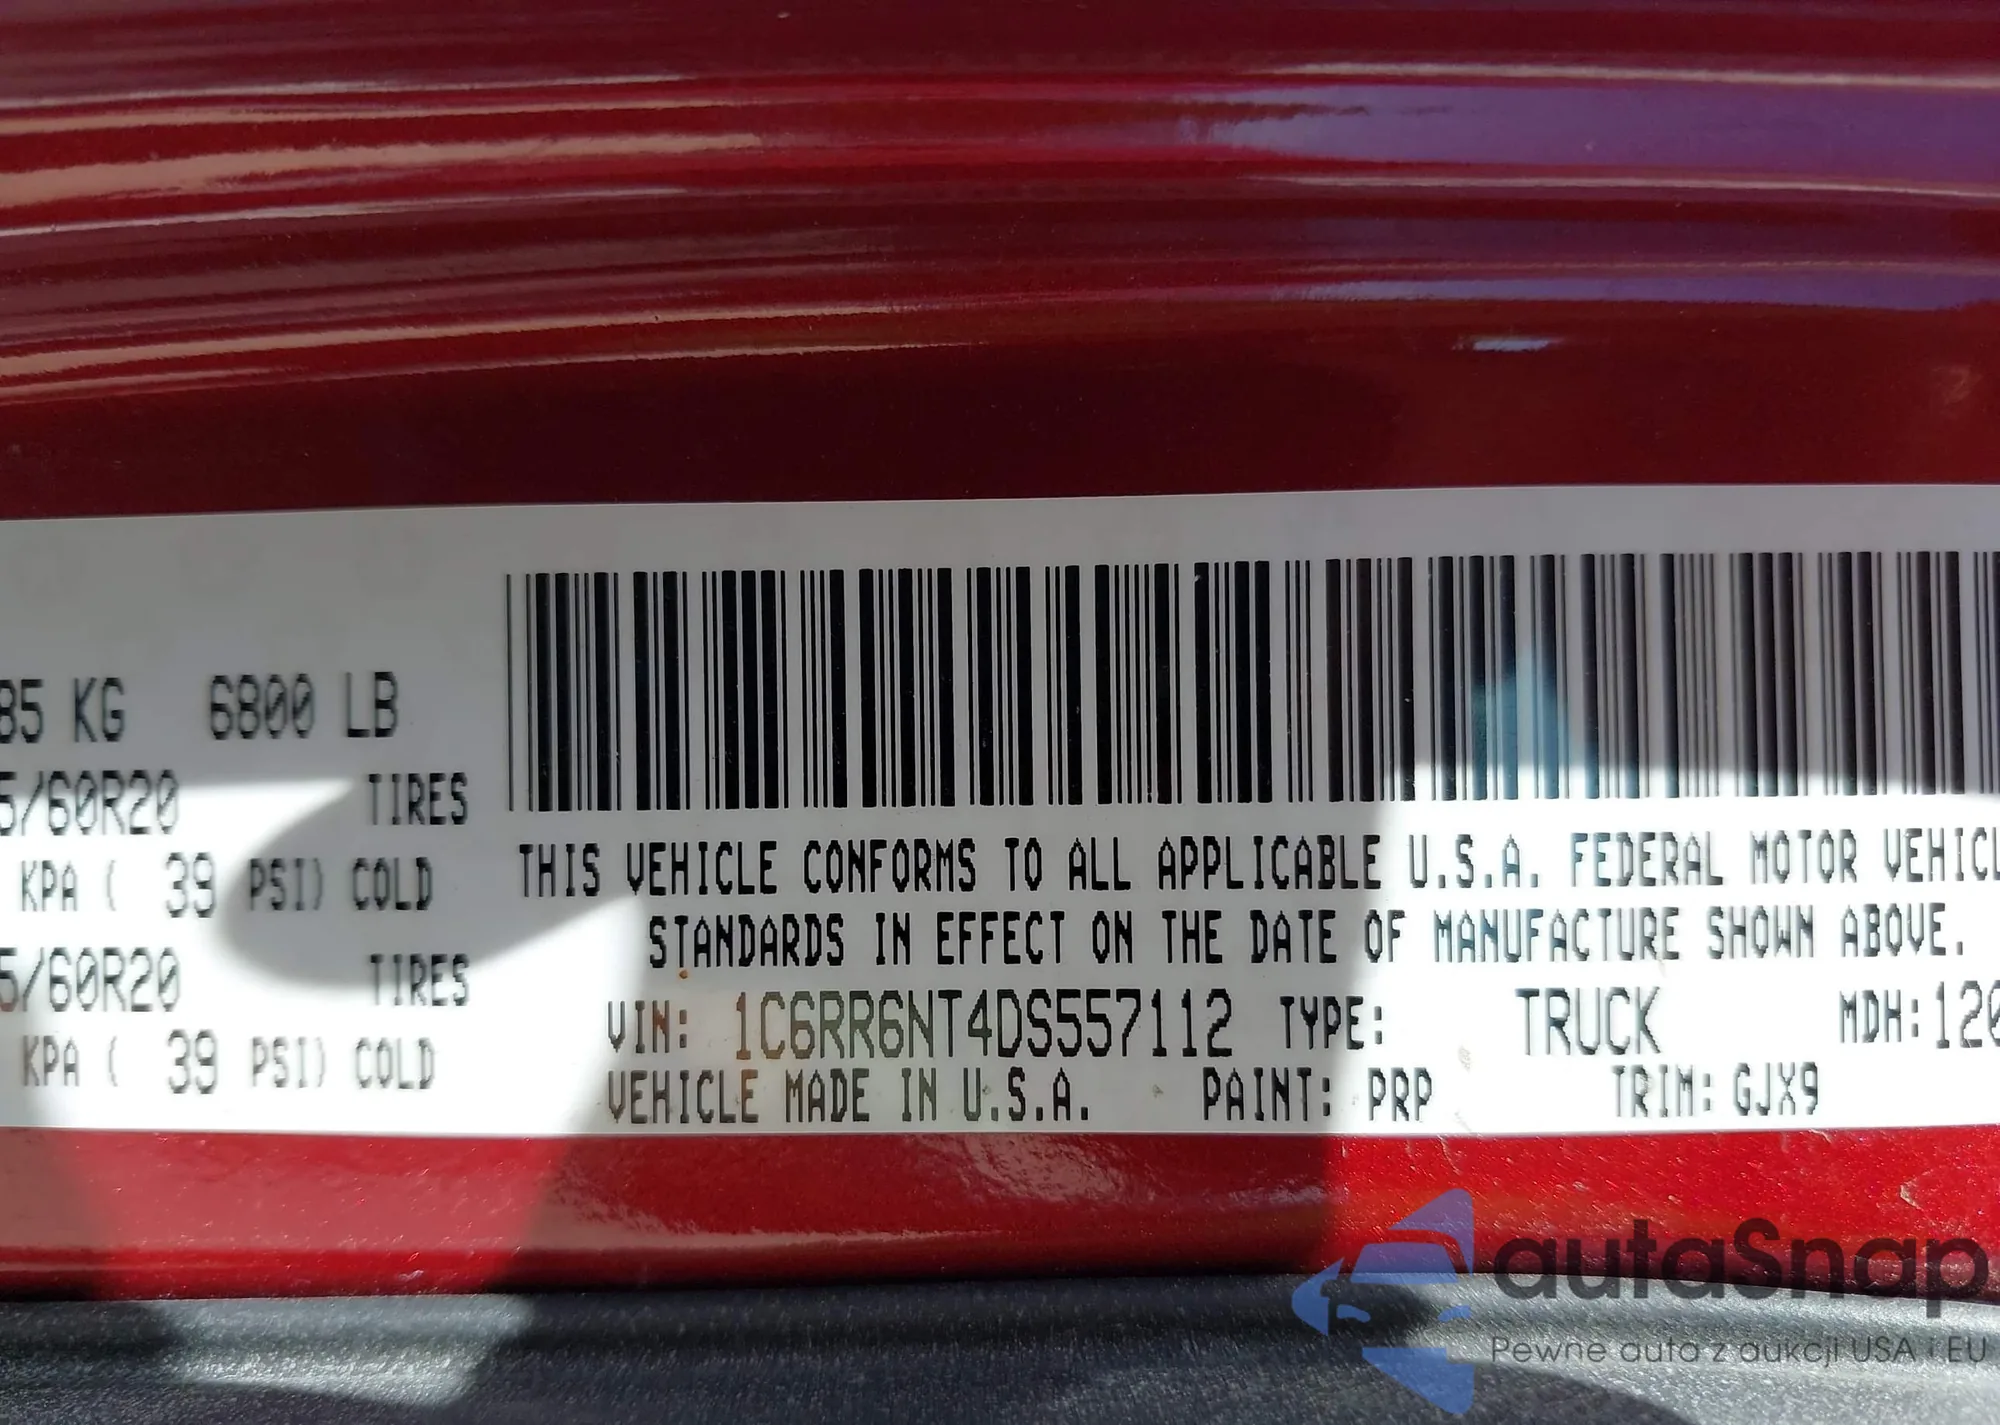 85 KG 6800 LB
5/60R20 TIRES
KPA ( 39 PSI) COLD
5/60R20 TIRES
KPA ( 39 PSI) COLD
THIS VEHICLE CONFORMS TO ALL APPLICABLE U.S.A. FEDERAL MOTOR VEHICL
STANDARDS IN EFFECT ON THE DATE OF MANUFACTURE SHOWN ABOVE.
VIN: 1C6RR6NT4DS557112 TYPE: TRUCK MDH: 120
VEHICLE MADE IN U.S.A. PAINT: PRP TRIM: GJX9
autaSnap
Pewne auta z aukcji USA i EU